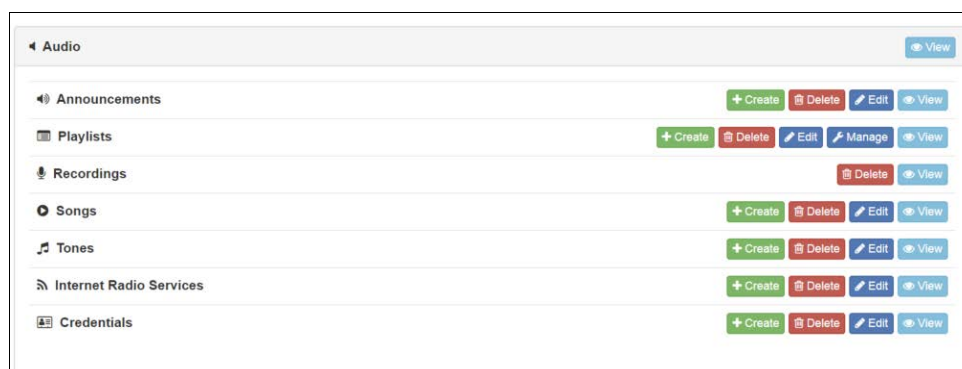 Audio View
Announcements + Create Delete Edit View
Playlists + Create Delete Edit Manage View
Recordings Delete View
Songs + Create Delete Edit View
Tones + Create Delete Edit View
Internet Radio Services + Create Delete Edit View
Credentials + Create Delete Edit View